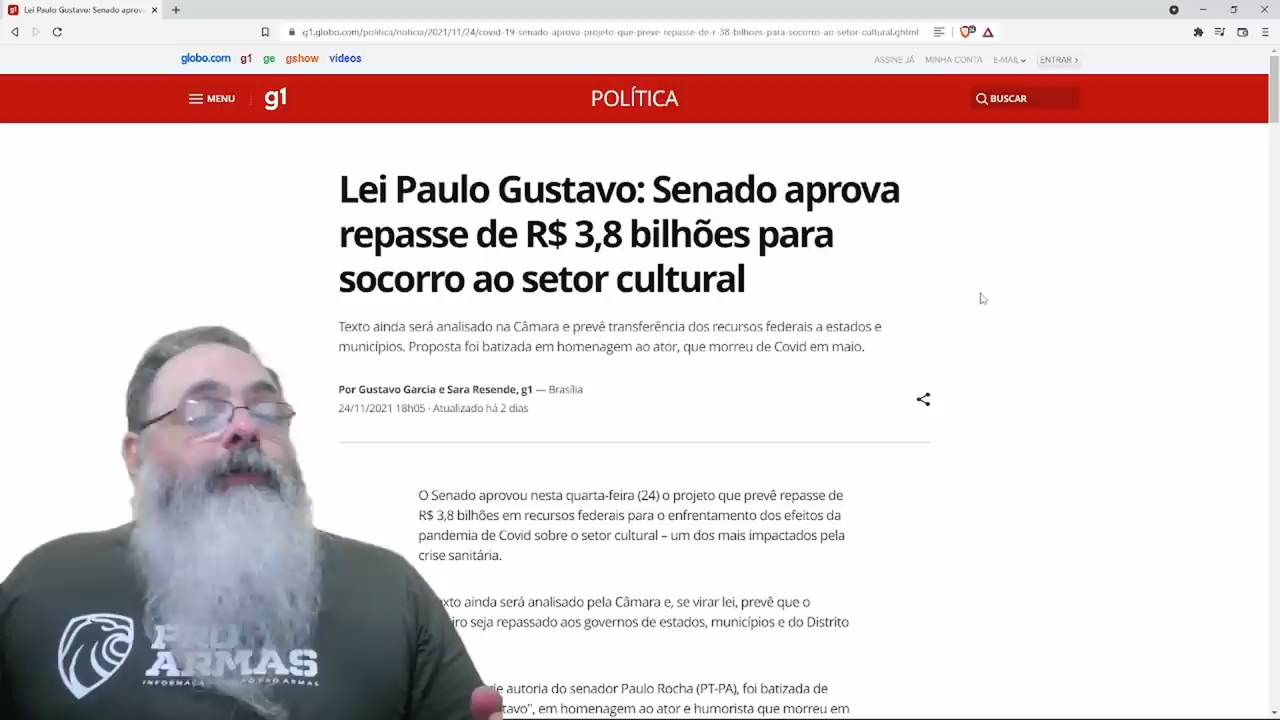 Lei Paulo Gustavo: Senado aprova
g1.globo.com/politica/noticia/2021/11/24/covid-19-senado-aprova-projeto-que-preve-repasse-de-r-38-bilhoes-para-socorro-ao-setor-cultural.ghtml
globo.com g1 ge gshow vídeos
ASSINE JÁ MINHA CONTA E-MAIL ENTRAR ›
MENU g1 POLÍTICA BUSCAR
Lei Paulo Gustavo: Senado aprova
repasse de R$ 3,8 bilhões para
socorro ao setor cultural
Texto ainda será analisado na Câmara e prevê transferência dos recursos federais a estados e
municípios. Proposta foi batizada em homenagem ao ator, que morreu de Covid em maio.
Por Gustavo Garcia e Sara Resende, g1 — Brasília
24/11/2021 18h05 · Atualizado há 2 dias
O Senado aprovou nesta quarta-feira (24) o projeto que prevê repasse de
R$ 3,8 bilhões em recursos federais para o enfrentamento dos efeitos da
pandemia de Covid sobre o setor cultural – um dos mais impactados pela
crise sanitária.
xto ainda será analisado pela Câmara e, se virar lei, prevê que o
iro seja repassado aos governos de estados, municípios e do Distrito
de autoria do senador Paulo Rocha (PT-PA), foi batizada de
tavo", em homenagem ao ator e humorista que morreu em
PRO
ARMAS